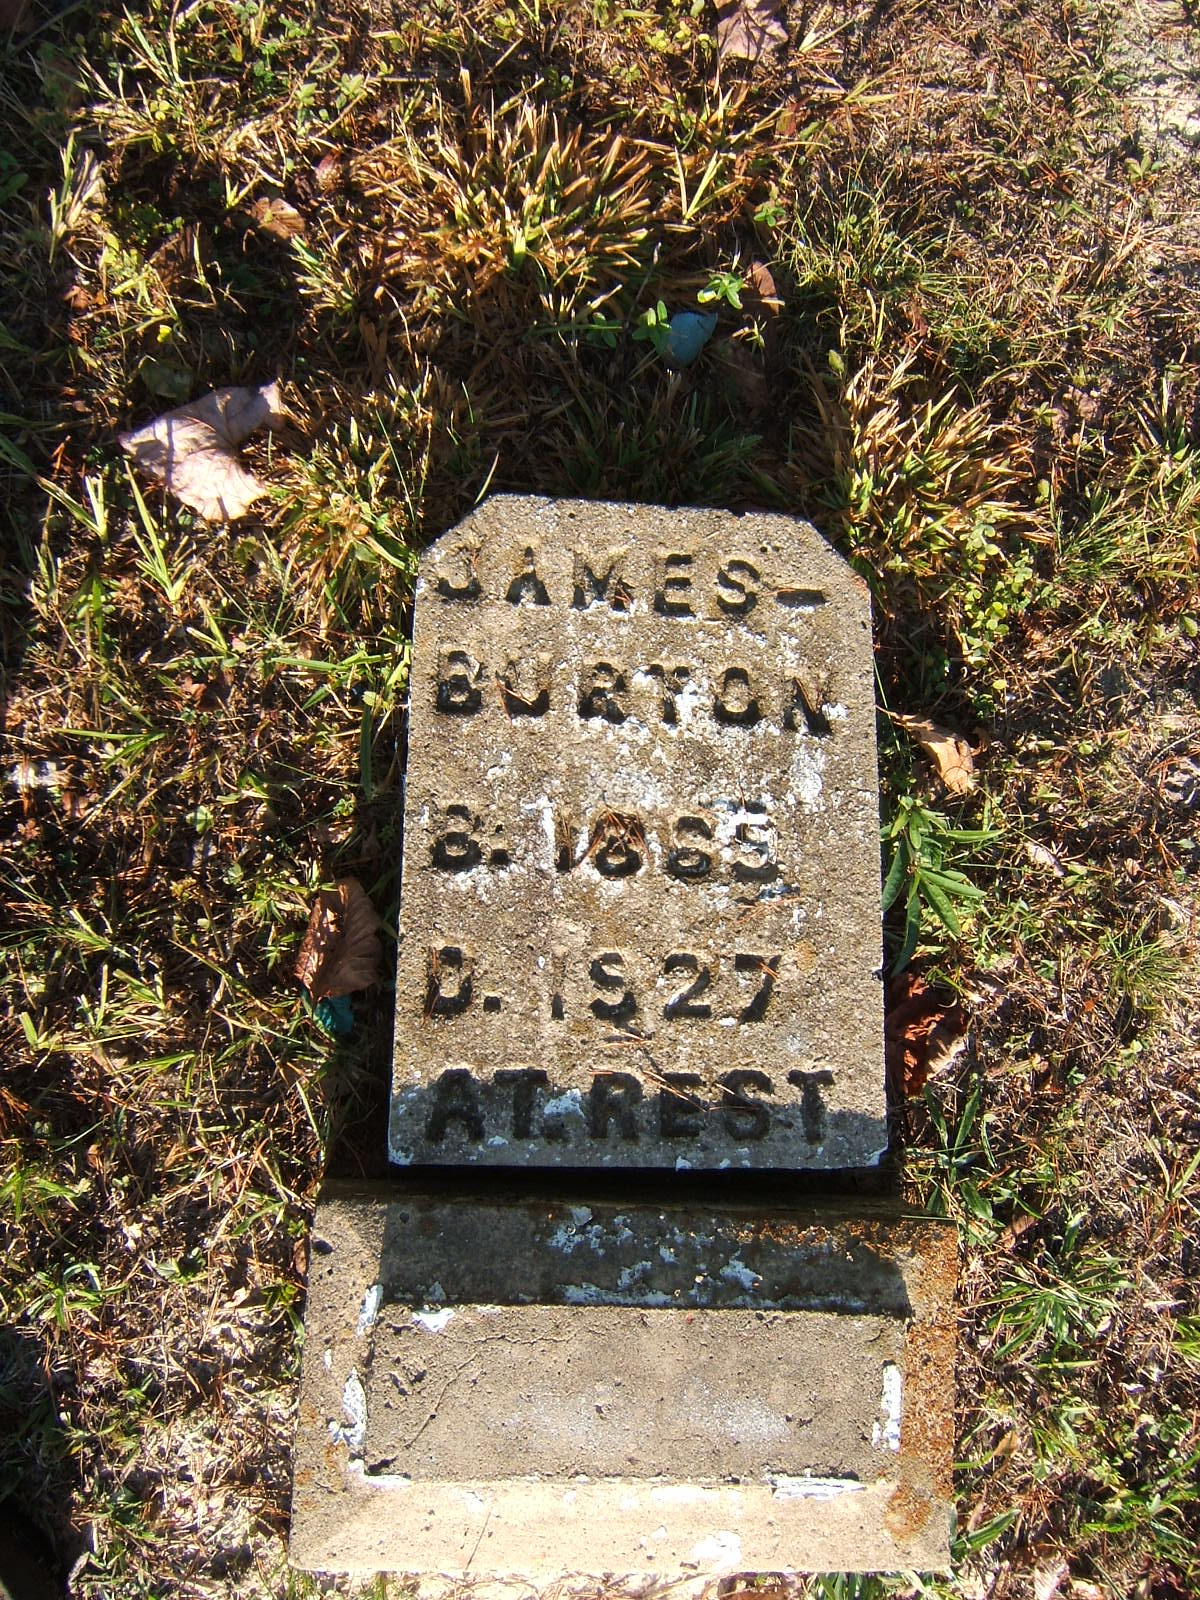 JAMES-
BURTON
B. 1865
D. 1927
AT. REST